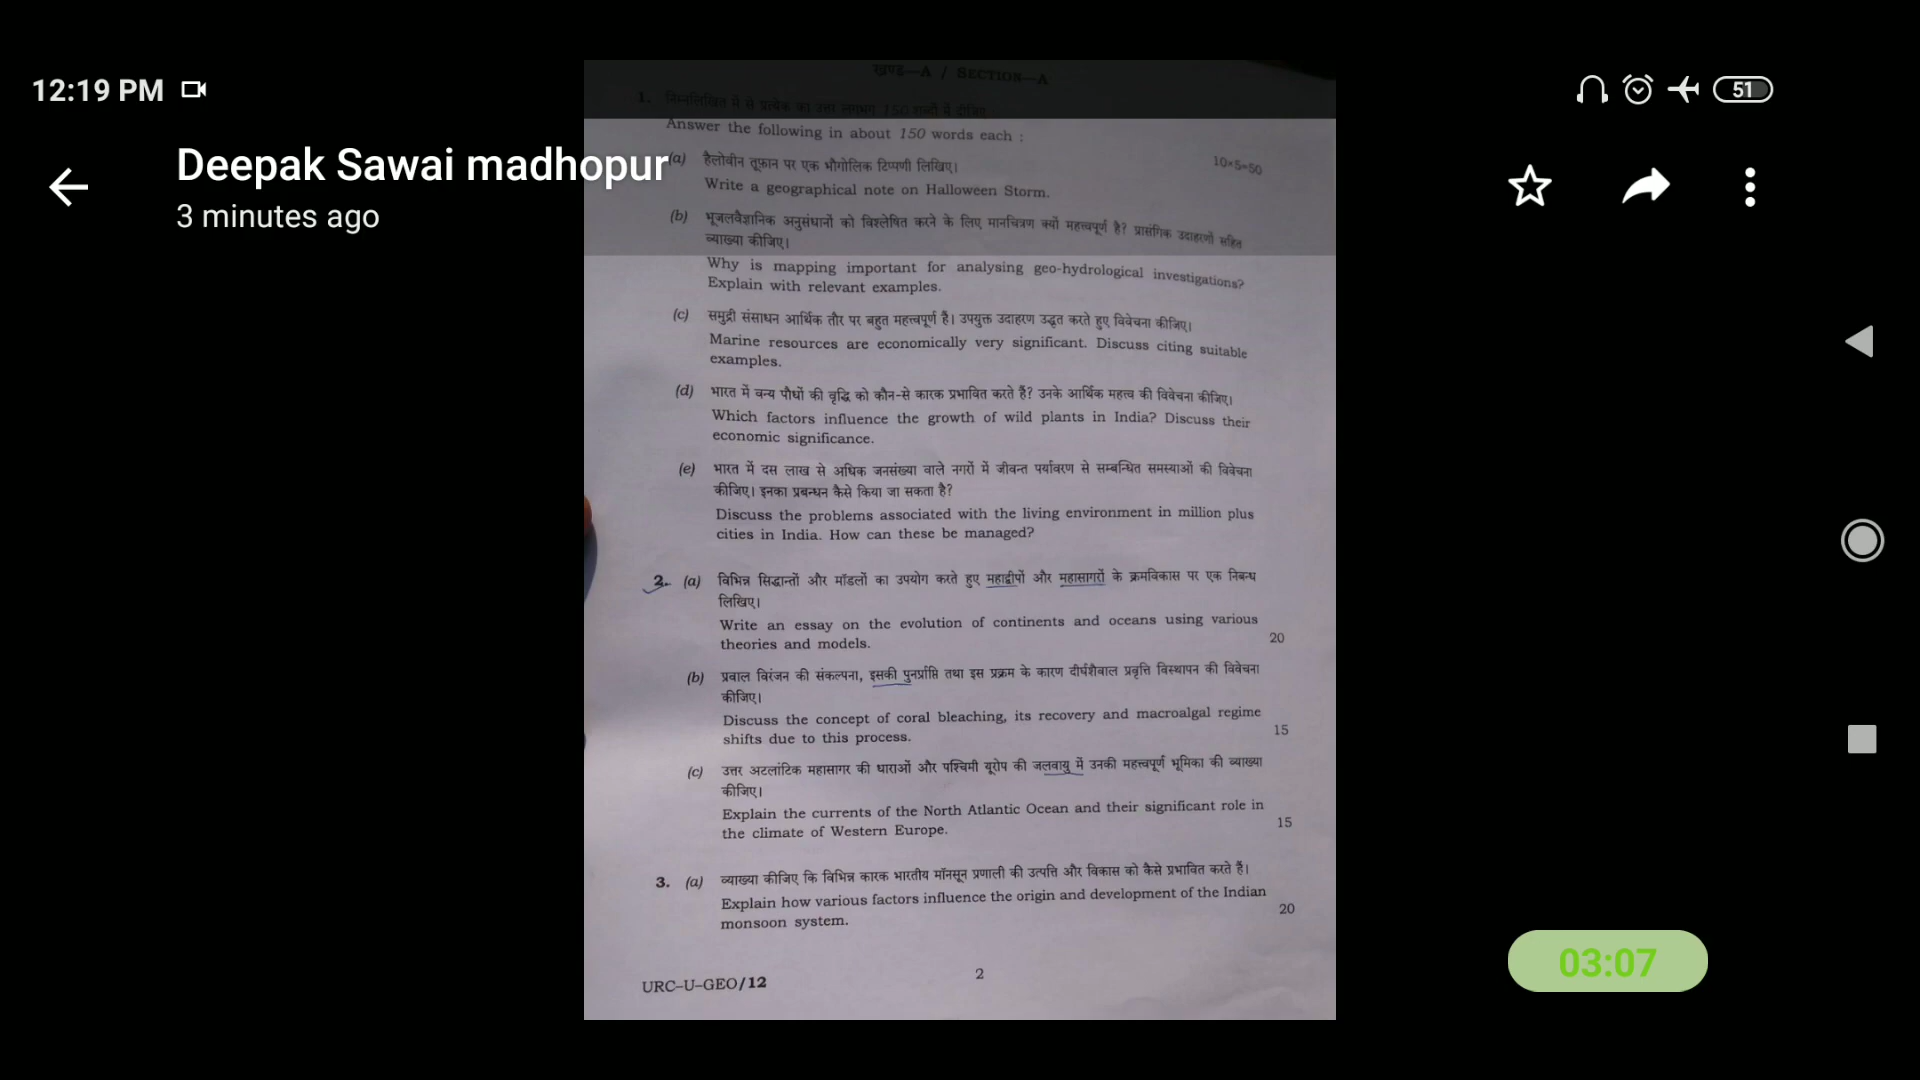 12:19 PM
51
Deepak Sawai madhopur
3 minutes ago
खण्ड—A / SECTION—A
1. निम्नलिखित में से प्रत्येक का उत्तर लगभग 150 शब्दों में दीजिए
Answer the following in about 150 words each :
10×5=50
(a) हैलोवीन तूफ़ान पर एक भौगोलिक टिप्पणी लिखिए।
Write a geographical note on Halloween Storm.
(b) भूजलवैज्ञानिक अनुसंधानों को विश्लेषित करने के लिए मानचित्रण क्यों महत्त्वपूर्ण है? प्रासंगिक उदाहरणों सहित
व्याख्या कीजिए।
Why is mapping important for analysing geo-hydrological investigations?
Explain with relevant examples.
(c) समुद्री संसाधन आर्थिक तौर पर बहुत महत्त्वपूर्ण हैं। उपयुक्त उदाहरण उद्धृत करते हुए विवेचना कीजिए।
Marine resources are economically very significant. Discuss citing suitable
examples.
(d) भारत में वन्य पौधों की वृद्धि को कौन-से कारक प्रभावित करते हैं? उनके आर्थिक महत्त्व की विवेचना कीजिए।
Which factors influence the growth of wild plants in India? Discuss their
economic significance.
(e) भारत में दस लाख से अधिक जनसंख्या वाले नगरों में जीवन्त पर्यावरण से सम्बन्धित समस्याओं की विवेचना
कीजिए। इनका प्रबन्धन कैसे किया जा सकता है?
Discuss the problems associated with the living environment in million plus
cities in India. How can these be managed?
2. (a) विभिन्न सिद्धान्तों और मॉडलों का उपयोग करते हुए महाद्वीपों और महासागरों के क्रमविकास पर एक निबन्ध
लिखिए।
Write an essay on the evolution of continents and oceans using various
theories and models. 20
(b) प्रवाल विरंजन की संकल्पना, इसकी पुनर्प्राप्ति तथा इस प्रक्रम के कारण दीर्घशैवाल प्रवृत्ति विस्थापन की विवेचना
कीजिए।
Discuss the concept of coral bleaching, its recovery and macroalgal regime
shifts due to this process. 15
(c) उत्तर अटलांटिक महासागर की धाराओं और पश्चिमी यूरोप की जलवायु में उनकी महत्त्वपूर्ण भूमिका की व्याख्या
कीजिए।
Explain the currents of the North Atlantic Ocean and their significant role in
the climate of Western Europe. 15
3. (a) व्याख्या कीजिए कि विभिन्न कारक भारतीय मॉनसून प्रणाली की उत्पत्ति और विकास को कैसे प्रभावित करते हैं।
Explain how various factors influence the origin and development of the Indian
monsoon system. 20
URC–U–GEO/12
2
03:07